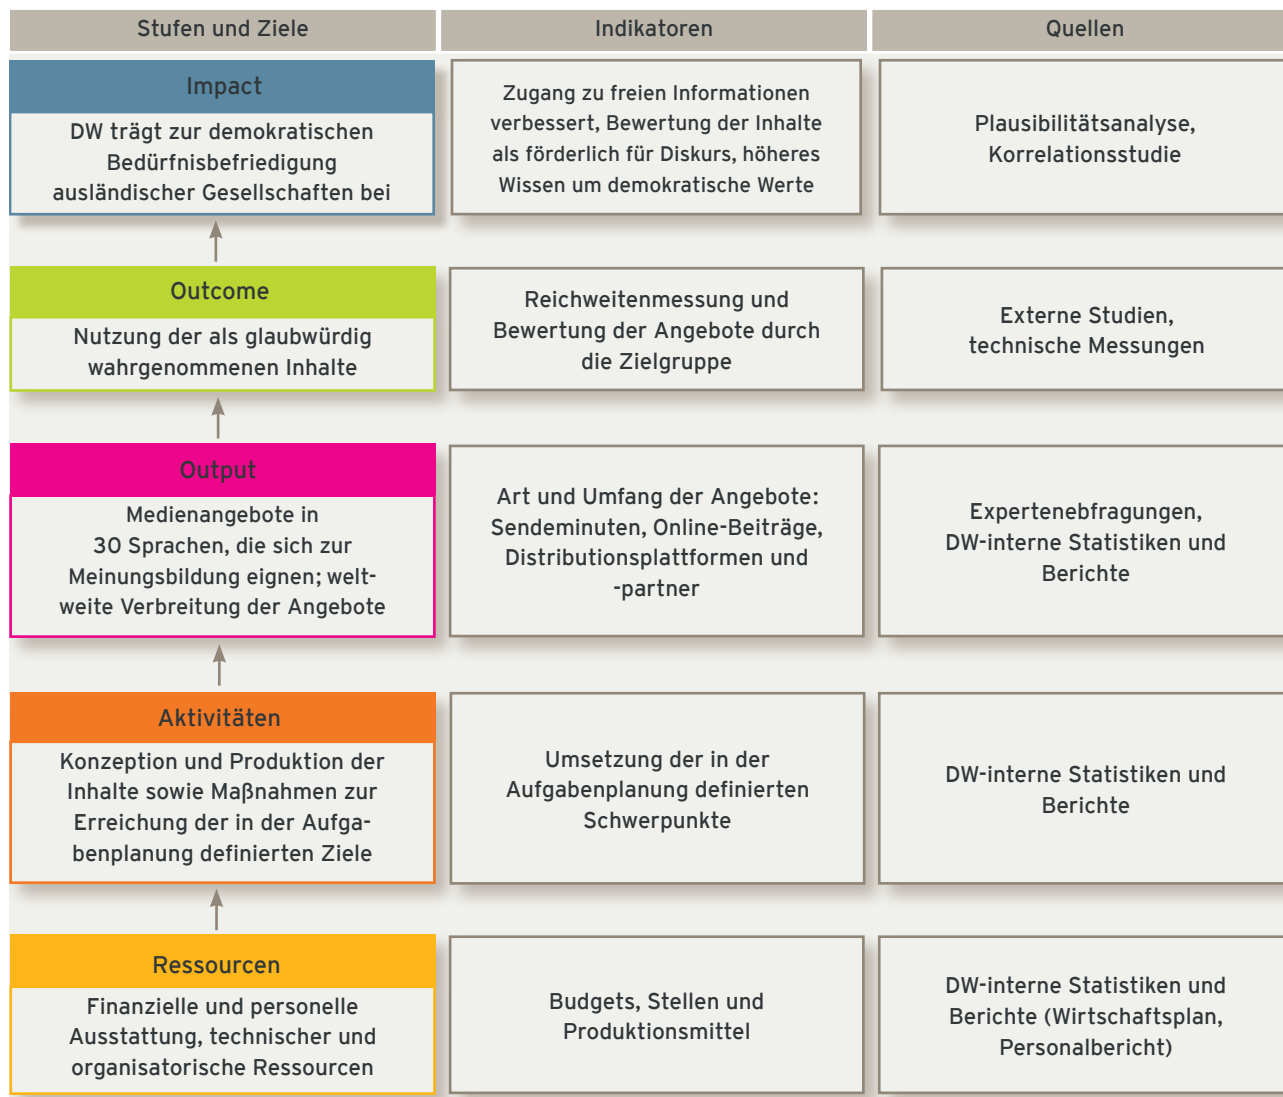 Stufen und Ziele
Indikatoren
Quellen
Impact
DW trägt zur demokratischen
Bedürfnisbefriedigung
ausländischer Gesellschaften bei
Zugang zu freien Informationen
verbessert, Bewertung der Inhalte
als förderlich für Diskurs, höheres
Wissen um demokratische Werte
Plausibilitätsanalyse,
Korrelationsstudie
Outcome
Nutzung der als glaubwürdig
wahrgenommenen Inhalte
Reichweitenmessung und
Bewertung der Angebote durch
die Zielgruppe
Externe Studien,
technische Messungen
Output
Medienangebote in
30 Sprachen, die sich zur
Meinungsbildung eignen; welt-
weite Verbreitung der Angebote
Art und Umfang der Angebote:
Sendeminuten, Online-Beiträge,
Distributionsplattformen und
-partner
Expertenebfragungen,
DW-interne Statistiken und
Berichte
Aktivitäten
Konzeption und Produktion der
Inhalte sowie Maßnahmen zur
Erreichung der in der Aufga-
benplanung definierten Ziele
Umsetzung der in der
Aufgabenplanung definierten
Schwerpunkte
DW-interne Statistiken und
Berichte
Ressourcen
Finanzielle und personelle
Ausstattung, technischer und
organisatorische Ressourcen
Budgets, Stellen und
Produktionsmittel
DW-interne Statistiken und
Berichte (Wirtschaftsplan,
Personalbericht)